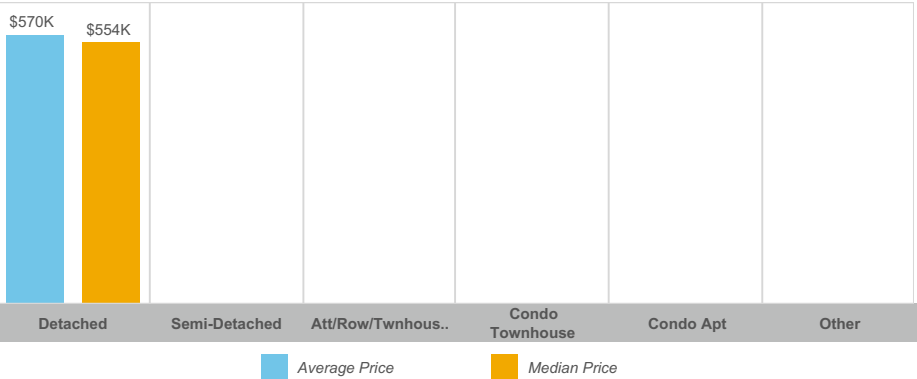 $570K
$554K
Detached
Semi-Detached
Att/Row/Twnhous..
Condo
Townhouse
Condo Apt
Other
Average Price
Median Price